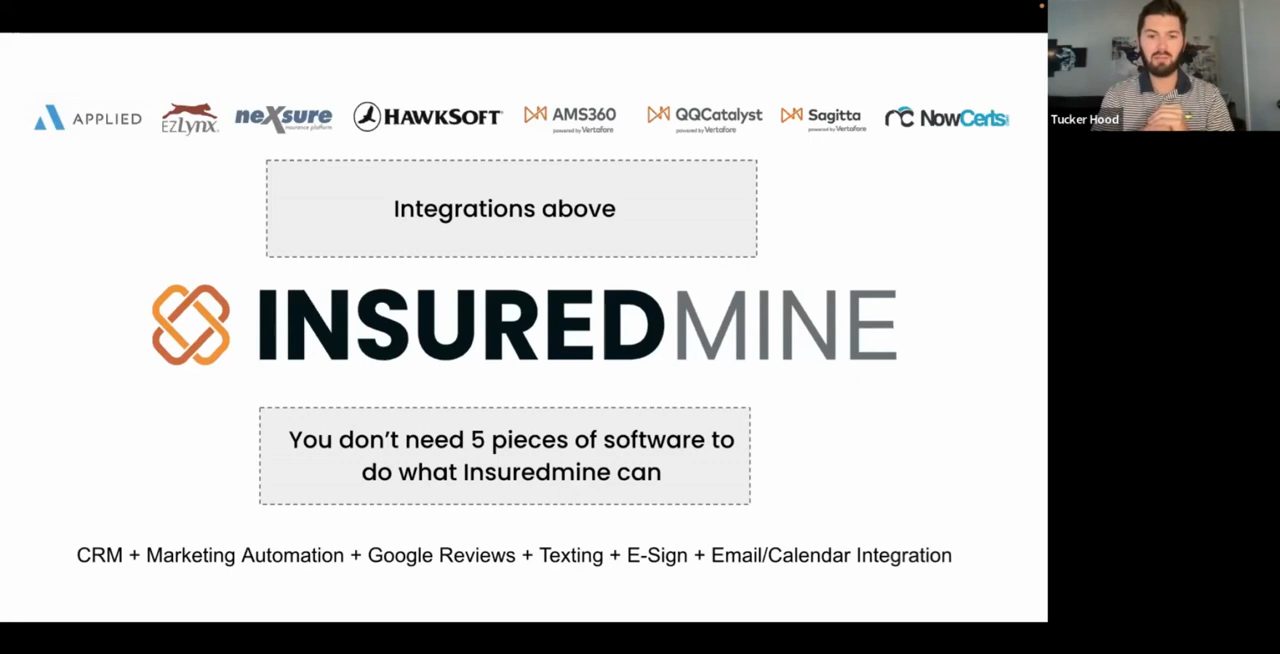 APPLIED
EZLynx
neXsure
insurance platform
HAWKSOFT
AMS360
powered by Vertafore
QQCatalyst
powered by Vertafore
Sagitta
powered by Vertafore
NowCerts
Tucker Hood
Integrations above
INSUREDMINE
You don’t need 5 pieces of software to
do what Insuredmine can
CRM + Marketing Automation + Google Reviews + Texting + E-Sign + Email/Calendar Integration